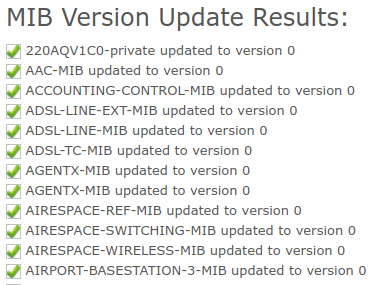 MIB Version Update Results:
220AQV1C0-private updated to version 0
AAC-MIB updated to version 0
ACCOUNTING-CONTROL-MIB updated to version 0
ADSL-LINE-EXT-MIB updated to version 0
ADSL-LINE-MIB updated to version 0
ADSL-TC-MIB updated to version 0
AGENTX-MIB updated to version 0
AGENTX-MIB updated to version 0
AIRESPACE-REF-MIB updated to version 0
AIRESPACE-SWITCHING-MIB updated to version 0
AIRESPACE-WIRELESS-MIB updated to version 0
AIRPORT-BASESTATION-3-MIB updated to version 0